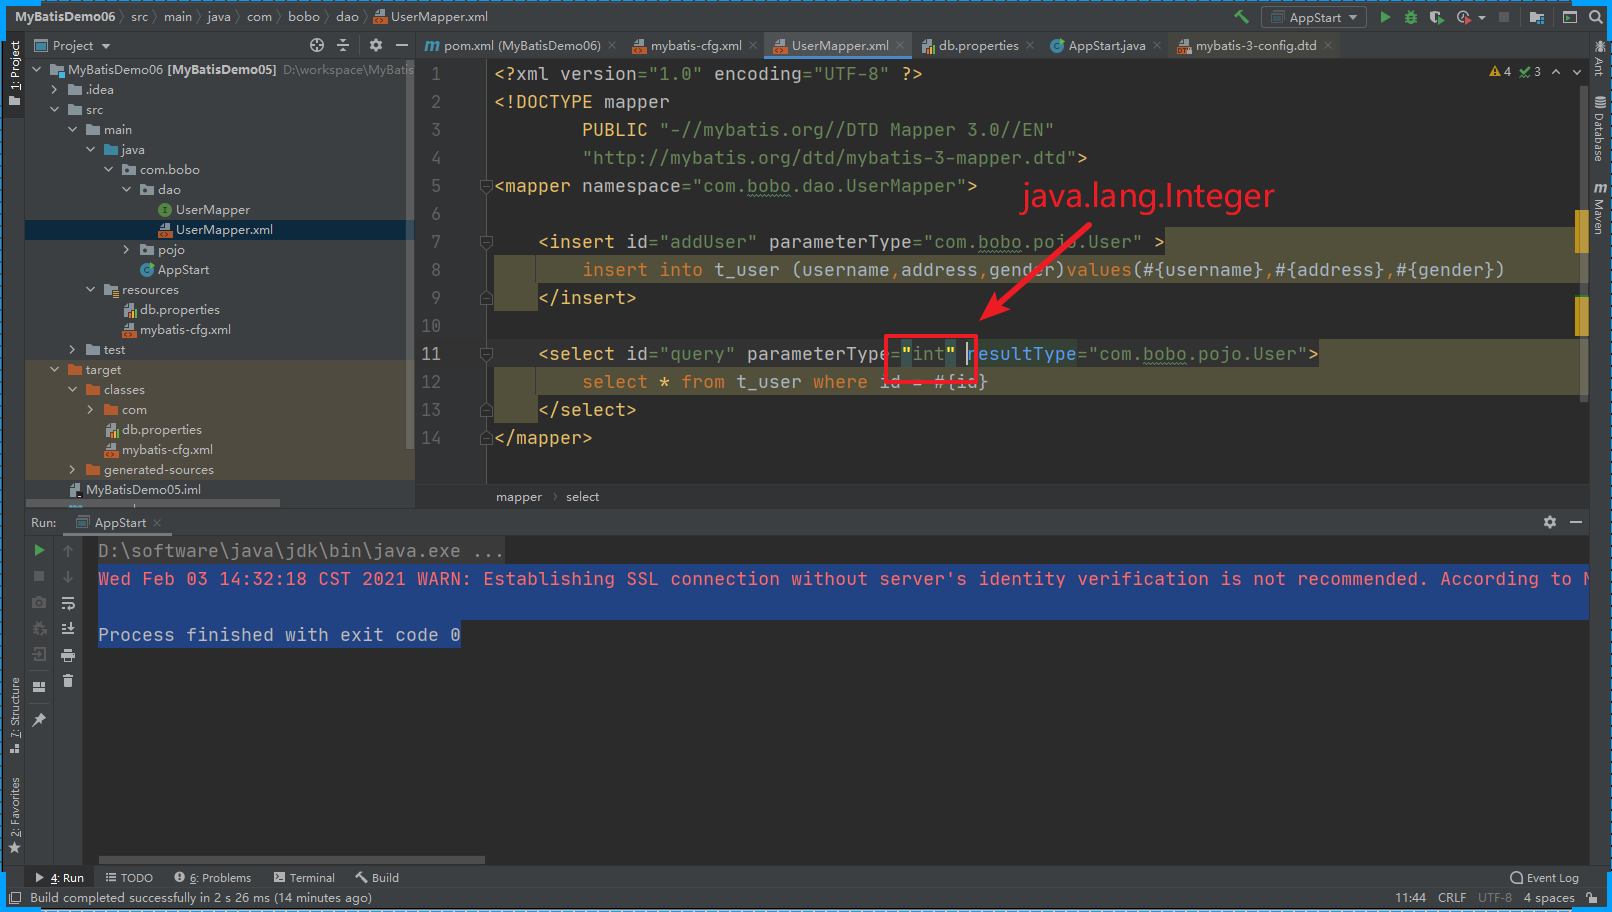 MyBatisDemo06 src main java com bobo dao UserMapper.xml
AppStart
Project
pom.xml (MyBatisDemo06) mybatis-cfg.xml UserMapper.xml db.properties AppStart.java mybatis-3-config.dtd
1: Project
MyBatisDemo06 [MyBatisDemo05] D:\workspace\MyBatis
.idea
src
main
java
com.bobo
dao
UserMapper
UserMapper.xml
pojo
AppStart
resources
db.properties
mybatis-cfg.xml
test
target
classes
com
db.properties
mybatis-cfg.xml
generated-sources
MyBatisDemo05.iml
4 3
1 <?xml version="1.0" encoding="UTF-8" ?>
2 <!DOCTYPE mapper
3 PUBLIC "-//mybatis.org//DTD Mapper 3.0//EN"
4 "http://mybatis.org/dtd/mybatis-3-mapper.dtd">
5 <mapper namespace="com.bobo.dao.UserMapper">
java.lang.Integer
6
7 <insert id="addUser" parameterType="com.bobo.pojo.User" >
8 insert into t_user (username,address,gender)values(#{username},#{address},#{gender})
9 </insert>
10
11 <select id="query" parameterType="int" resultType="com.bobo.pojo.User">
12 select * from t_user where id = #{id}
13 </select>
14 </mapper>
mapper select
Ant
Database
Maven
Run: AppStart
D:\software\java\jdk\bin\java.exe ...
Wed Feb 03 14:32:18 CST 2021 WARN: Establishing SSL connection without server's identity verification is not recommended. According to
Process finished with exit code 0
7: Structure
2: Favorites
4: Run TODO 6: Problems Terminal Build Event Log
Build completed successfully in 2 s 26 ms (14 minutes ago) 11:44 CRLF UTF-8 4 spaces